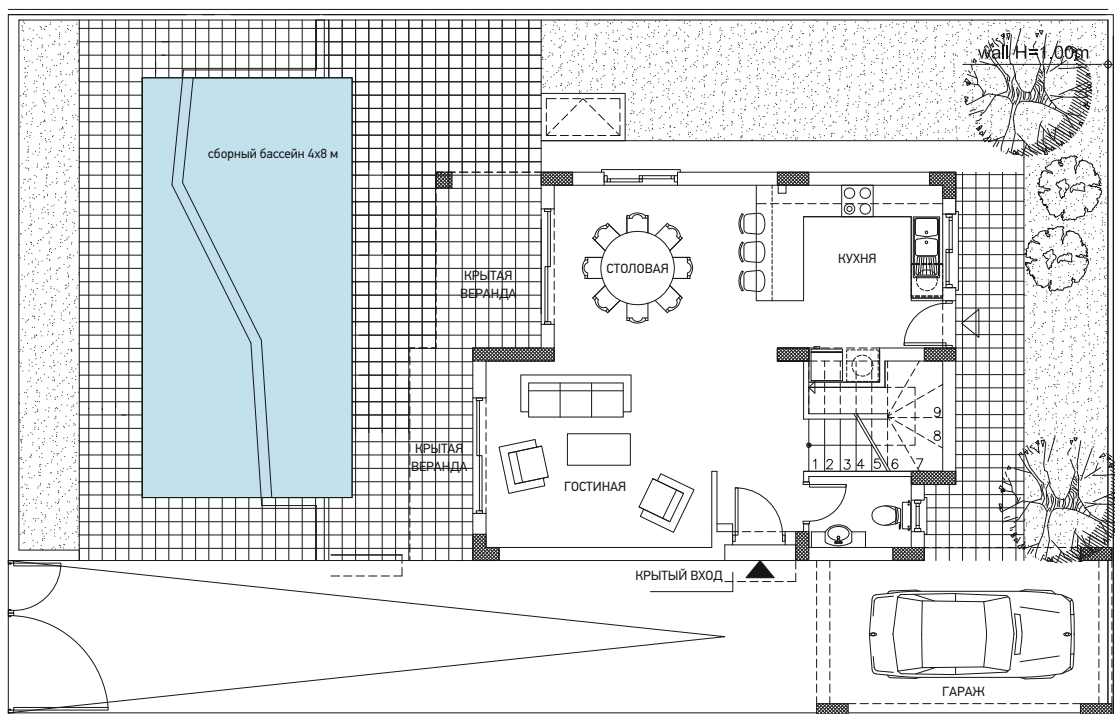 wall H=1.00m
сборный бассейн 4x8 м
СТОЛОВАЯ
КУХНЯ
КРЫТАЯ
ВЕРАНДА
КРЫТАЯ
ВЕРАНДА
ГОСТИНАЯ
9
8
1 2 3 4 5 6 7
КРЫТЫЙ ВХОД
ГАРАЖ